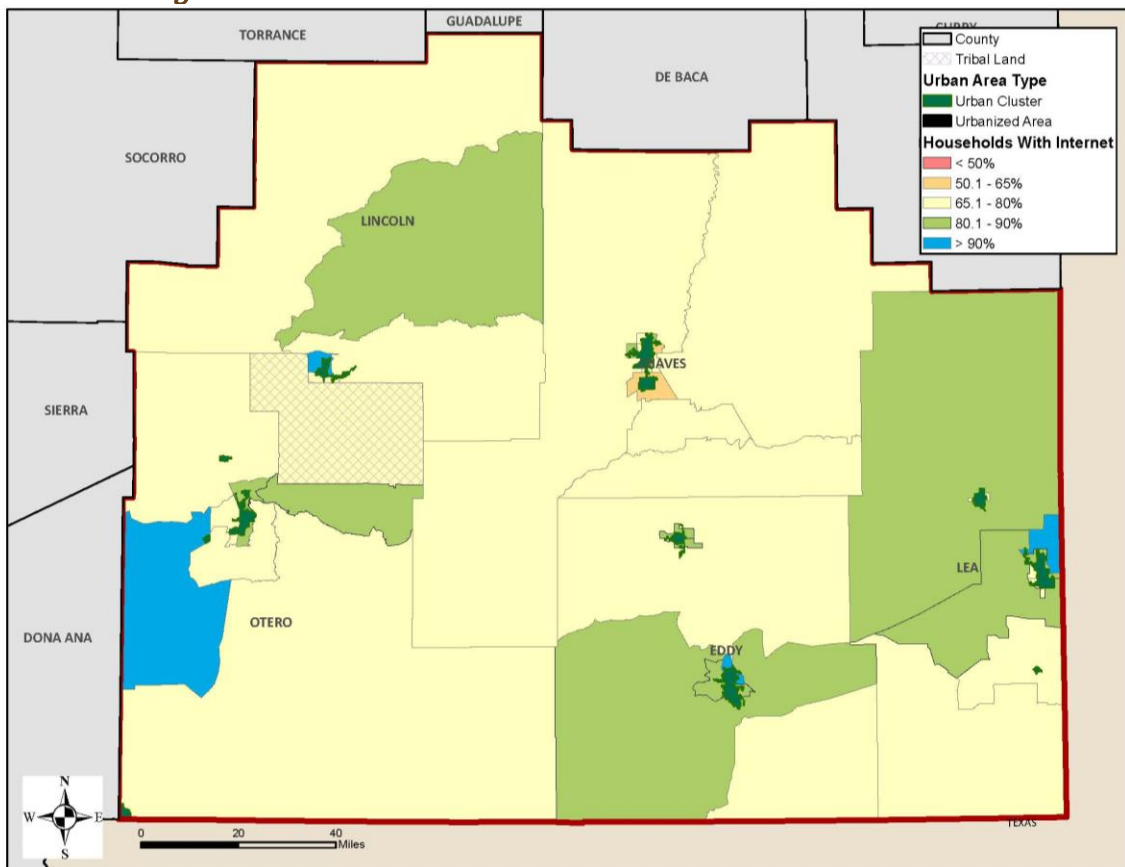 GUADALUPE
TORRANCE
CURRY
DE BACA
SOCORRO
LINCOLN
SIERRA
DONA ANA
OTERO
EDDY
LEA
TEXAS
County
Tribal Land
Urban Area Type
Urban Cluster
Urbanized Area
Households With Internet
< 50%
50.1 - 65%
65.1 - 80%
80.1 - 90%
> 90%
N
W E
S
0 20 40
Miles